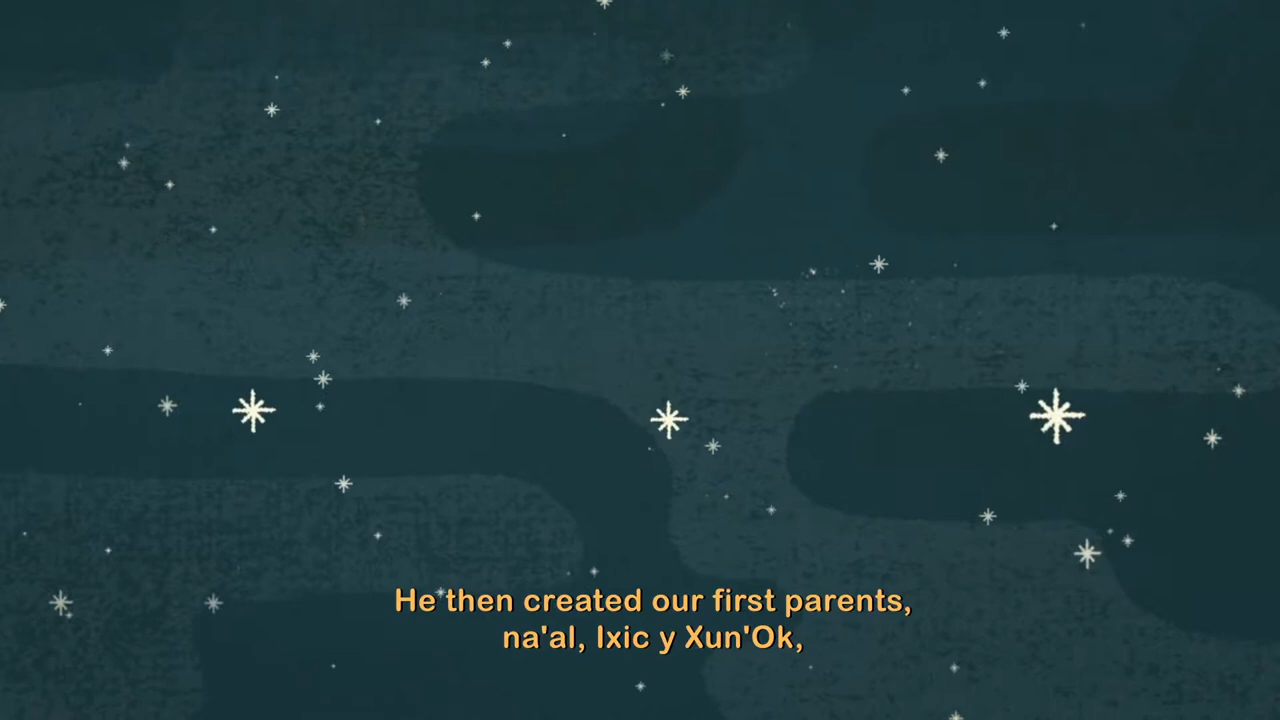 He then created our first parents,
na'al, Ixic y Xun'Ok,